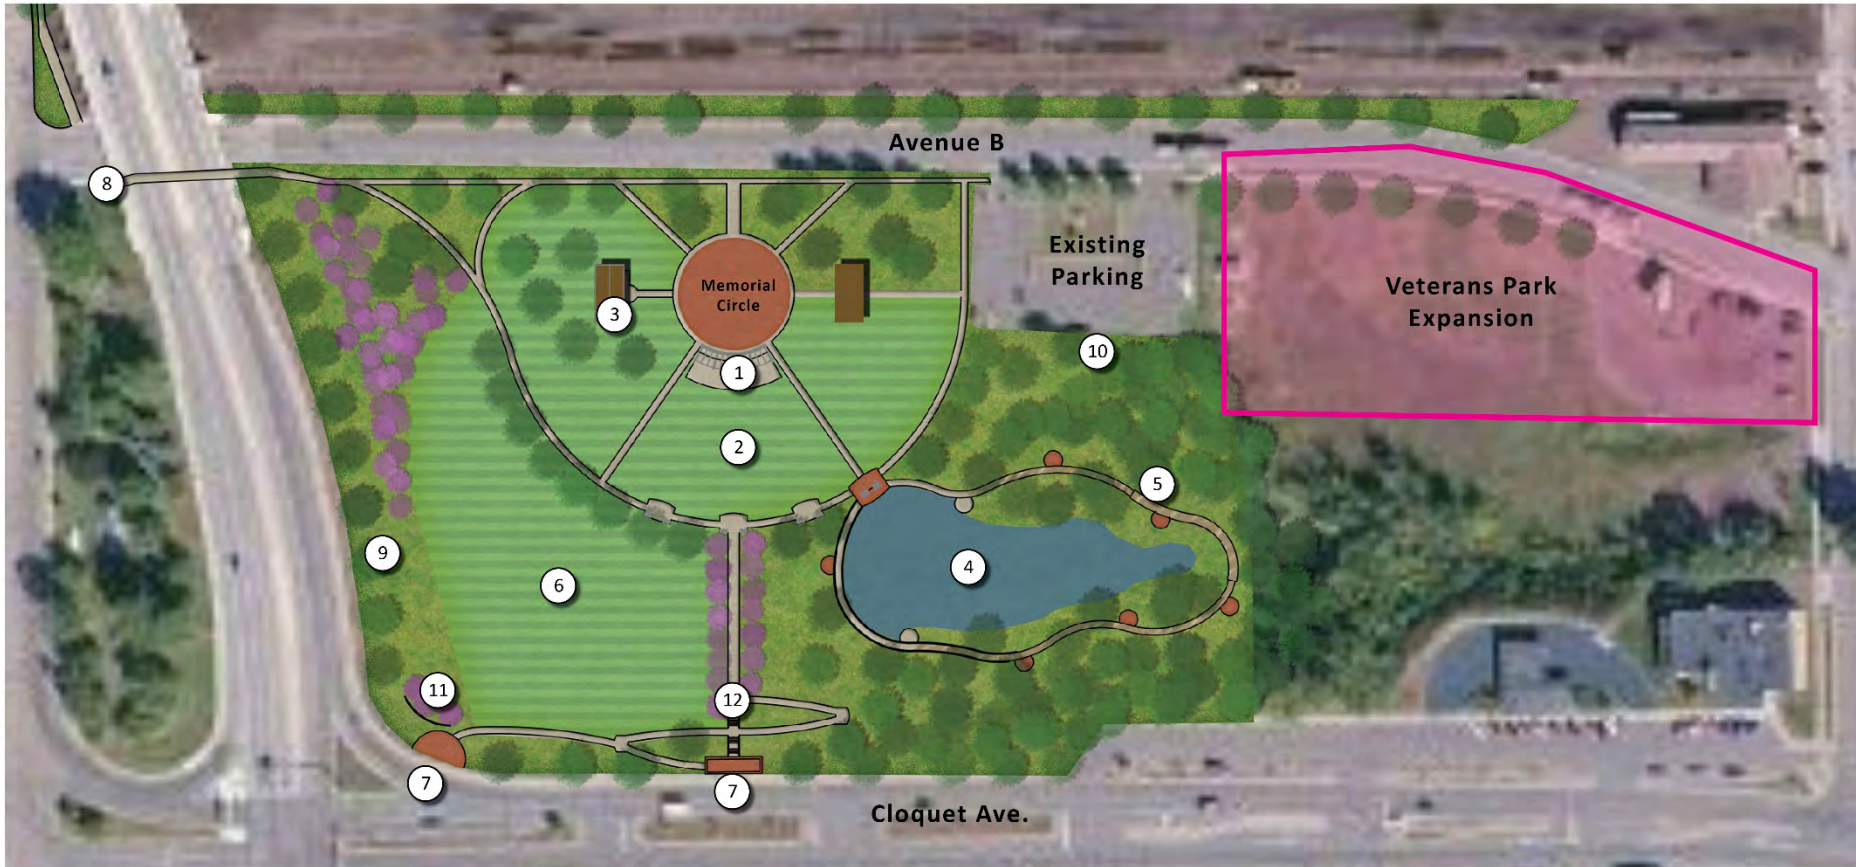 Avenue B
8
Existing
Parking
Memorial
Circle
Veterans Park
Expansion
3
10
1
2
5
9
4
6
11
12
7
7
Cloquet Ave.